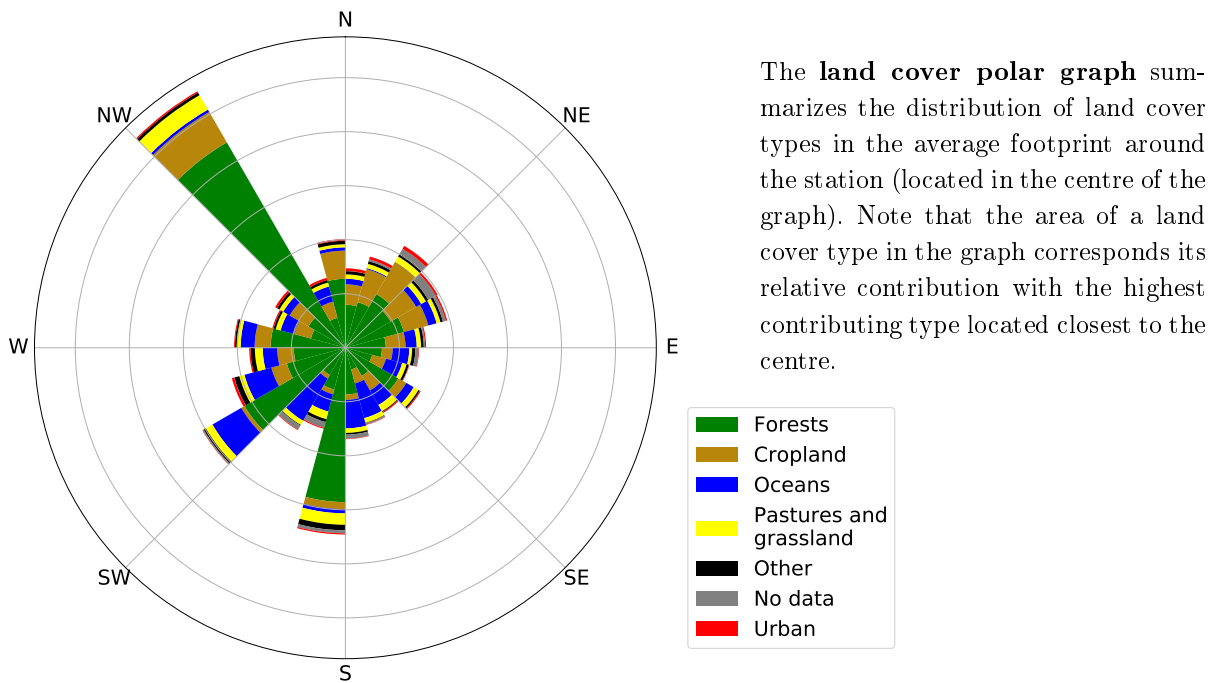 N
NW
NE
W
E
SW
SE
S
The land cover polar graph sum-
marizes the distribution of land cover
types in the average footprint around
the station (located in the centre of the
graph). Note that the area of a land
cover type in the graph corresponds its
relative contribution with the highest
contributing type located closest to the
centre.
Forests
Cropland
Oceans
Pastures and
grassland
Other
No data
Urban